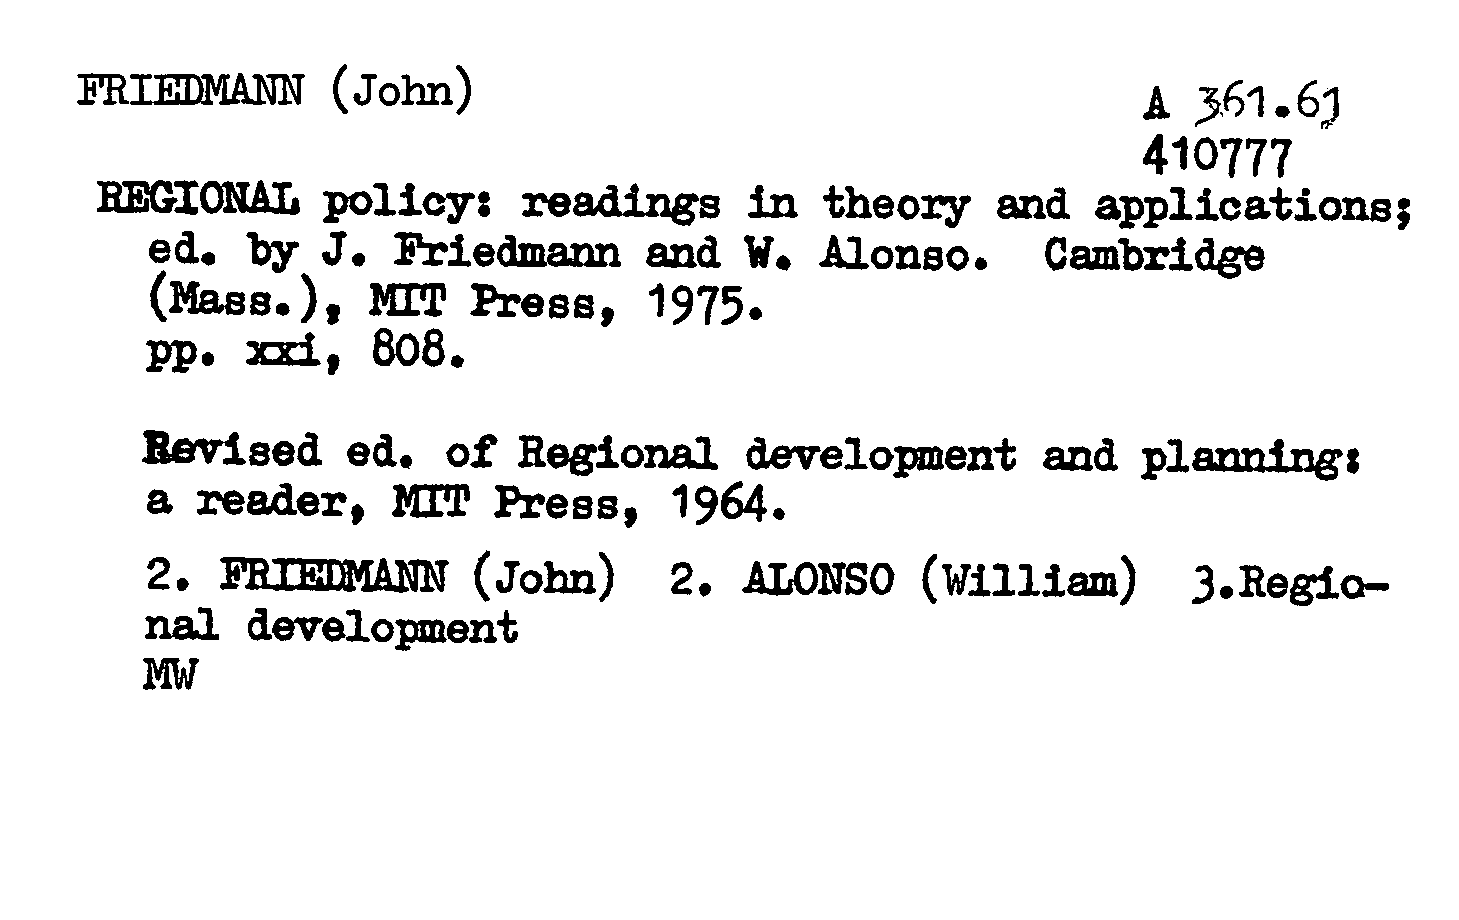 FRIEDMANN (John)
A 361.61
410777
REGIONAL policy: readings in theory and applications;
ed. by J. Friedmann and W. Alonso. Cambridge
(Mass.), MIT Press, 1975.
pp. xxi, 808.
Revised ed. of Regional development and planning:
a reader, MIT Press, 1964.
2. FRIEDMANN (John) 2. ALONSO (William) 3.Regio-
nal development
MW